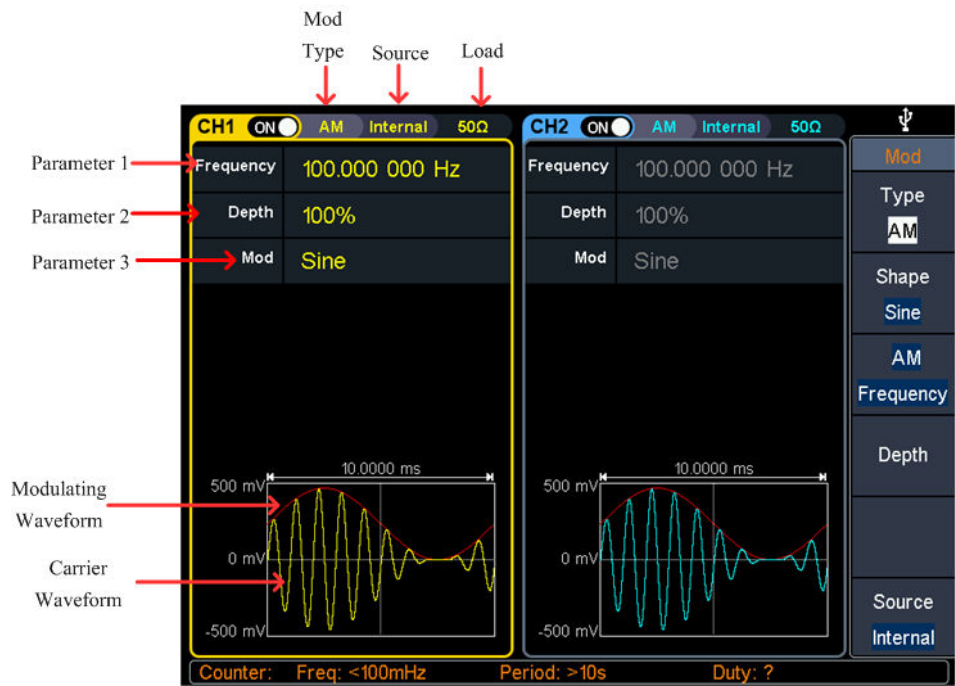 Mod
Type
Source
Load
CH1 ON AM Internal 50Ω
CH2 ON AM Internal 50Ω
Parameter 1
Frequency 100.000 000 Hz
Frequency 100.000 000 Hz
Parameter 2
Depth 100%
Depth 100%
Parameter 3
Mod Sine
Mod Sine
Mod
Type
AM
Shape
Sine
AM
Frequency
Depth
Source
Internal
Modulating
Waveform
Carrier
Waveform
10.0000 ms
500 mV
0 mV
-500 mV
10.0000 ms
500 mV
0 mV
-500 mV
Counter: Freq: <100mHz Period: >10s Duty: ?